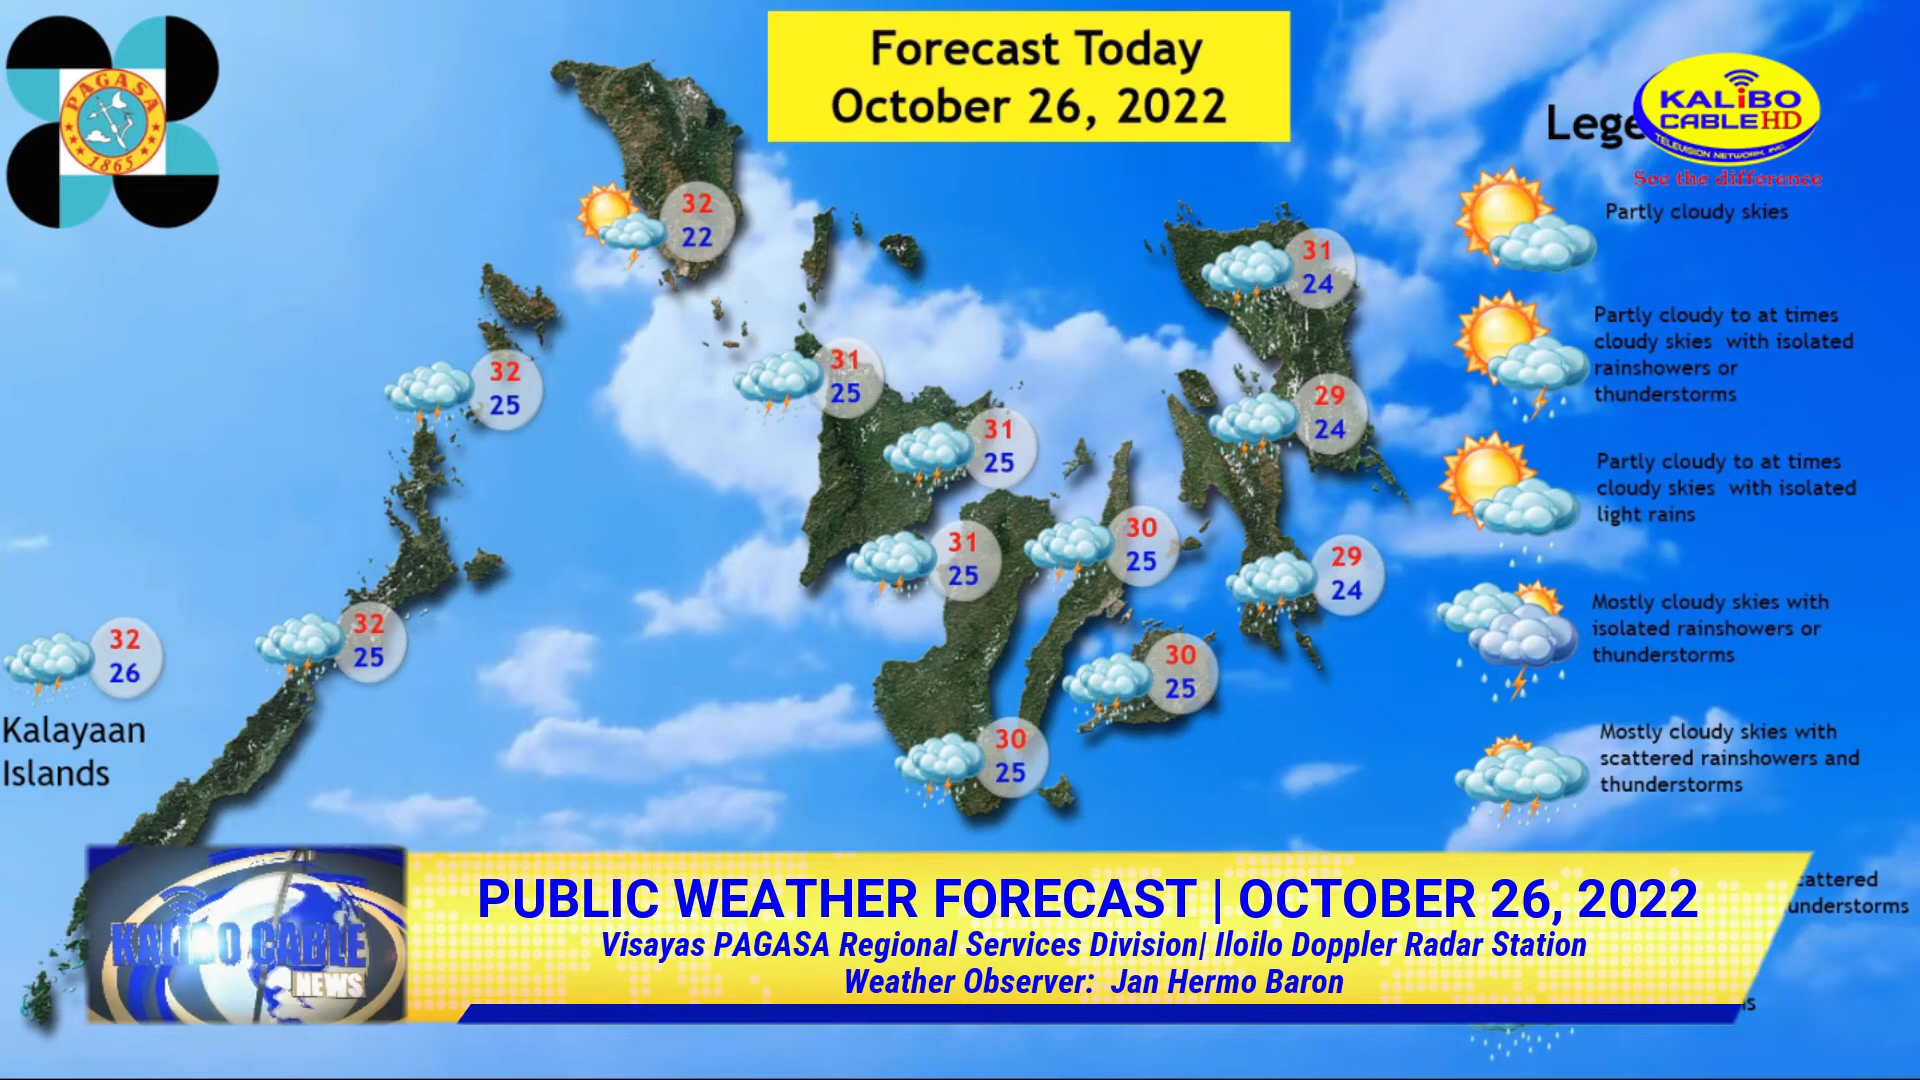 PAGASA
1865
Forecast Today
October 26, 2022
Lege
KALiBO
CABLE HD
TELEVISION NETWORK, INC.
See the difference
Partly cloudy skies
Partly cloudy to at times
cloudy skies with isolated
rainshowers or
thunderstorms
Partly cloudy to at times
cloudy skies with isolated
light rains
Mostly cloudy skies with
isolated rainshowers or
thunderstorms
Mostly cloudy skies with
scattered rainshowers and
thunderstorms
32
22
31
24
32
25
31
25
29
24
31
25
31
25
30
25
29
24
32
26
32
25
30
25
30
25
Kalayaan
Islands
cattered
understorms
KALIBO CABLE
NEWS
PUBLIC WEATHER FORECAST | OCTOBER 26, 2022
Visayas PAGASA Regional Services Division| Iloilo Doppler Radar Station
Weather Observer: Jan Hermo Baron